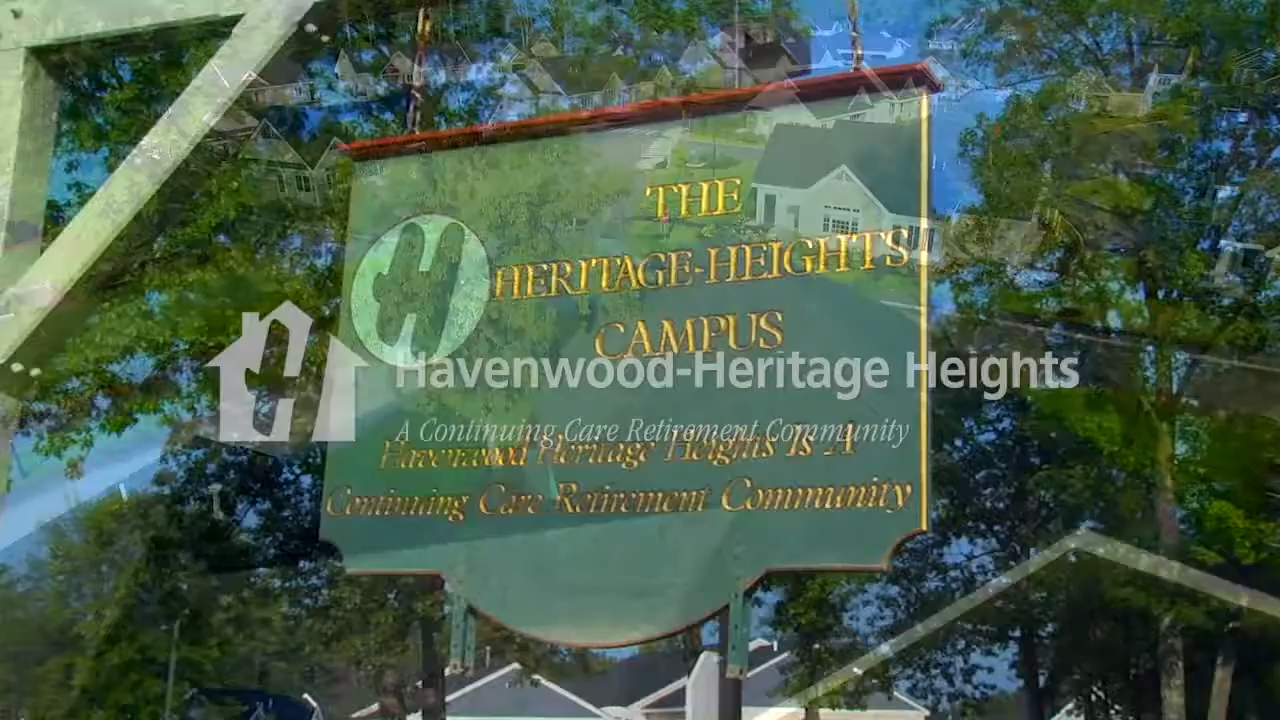 THE
HERITAGE-HEIGHTS
CAMPUS
Havenwood-Heritage Heights
A Continuing Care Retirement Community
Havenwood Heritage Heights Is A
Continuing Care Retirement Community